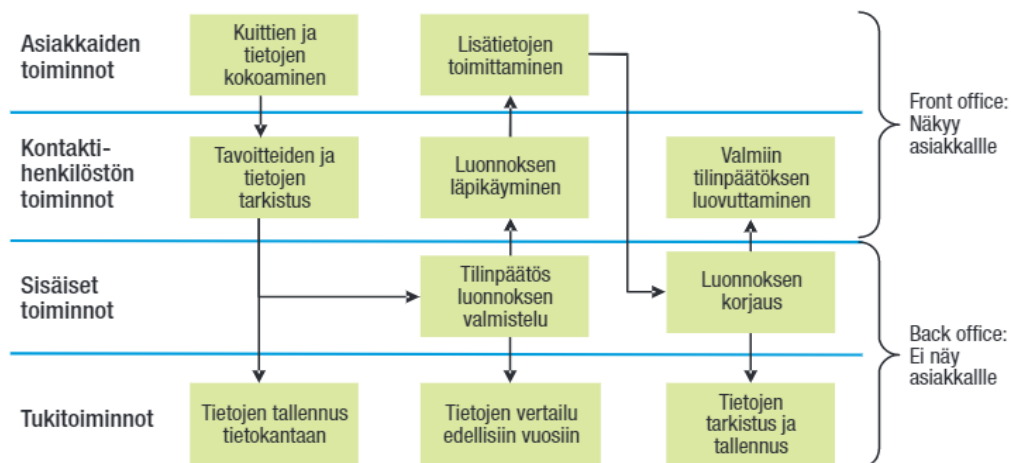 Asiakkaiden
toiminnot
Kuittien ja
tietojen
kokoaminen
Lisätietojen
toimittaminen
Kontakti-
henkilöstön
toiminnot
Tavoitteiden ja
tietojen
tarkistus
Luonnoksen
läpikäyminen
Valmiin
tilinpäätöksen
luovuttaminen
Front office:
Näkyy
asiakkallle
Sisäiset
toiminnot
Tilinpäätös
luonnoksen
valmistelu
Luonnoksen
korjaus
Back office:
Ei näy
asiakkallle
Tukitoiminnot
Tietojen tallennus
tietokantaan
Tietojen vertailu
edellisiin vuosiin
Tietojen
tarkistus ja
tallennus